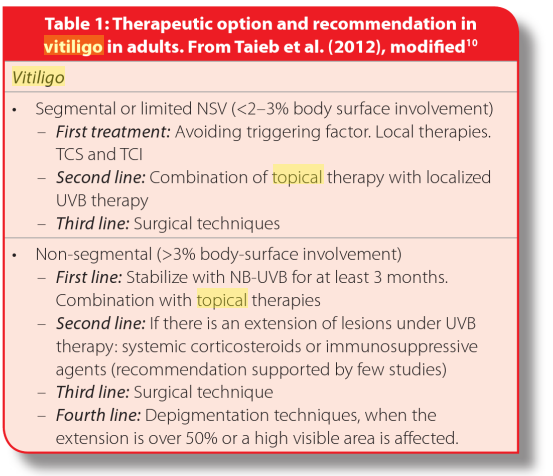 Table 1: Therapeutic option and recommendation in
vitiligo in adults. From Taieb et al. (2012), modified¹⁰
Vitiligo
• Segmental or limited NSV (<2–3% body surface involvement)
– First treatment: Avoiding triggering factor. Local therapies.
TCS and TCI
– Second line: Combination of topical therapy with localized
UVB therapy
– Third line: Surgical techniques
• Non-segmental (>3% body-surface involvement)
– First line: Stabilize with NB-UVB for at least 3 months.
Combination with topical therapies
– Second line: If there is an extension of lesions under UVB
therapy: systemic corticosteroids or immunosuppressive
agents (recommendation supported by few studies)
– Third line: Surgical technique
– Fourth line: Depigmentation techniques, when the
extension is over 50% or a high visible area is affected.